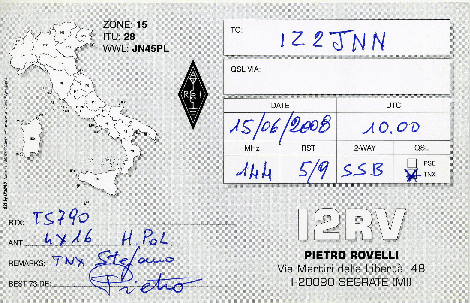 ZONE: 15
ITU: 28
WWL: JN45PL
TO: IZ2JNN
QSL VIA:
ARI
DATE UTC
15/06/2008 10.00
MHz RST 2-WAY QSL
144 5/9 SSB PSE
TNX
RTX: TS790
ANT 4X16 H.Pol
REMARKS: TNX Stefano
BEST 73 DE: Pietro
I2RV
PIETRO ROVELLI
Via Martiri della Libertà 48
I-20090 SEGRATE (MI)